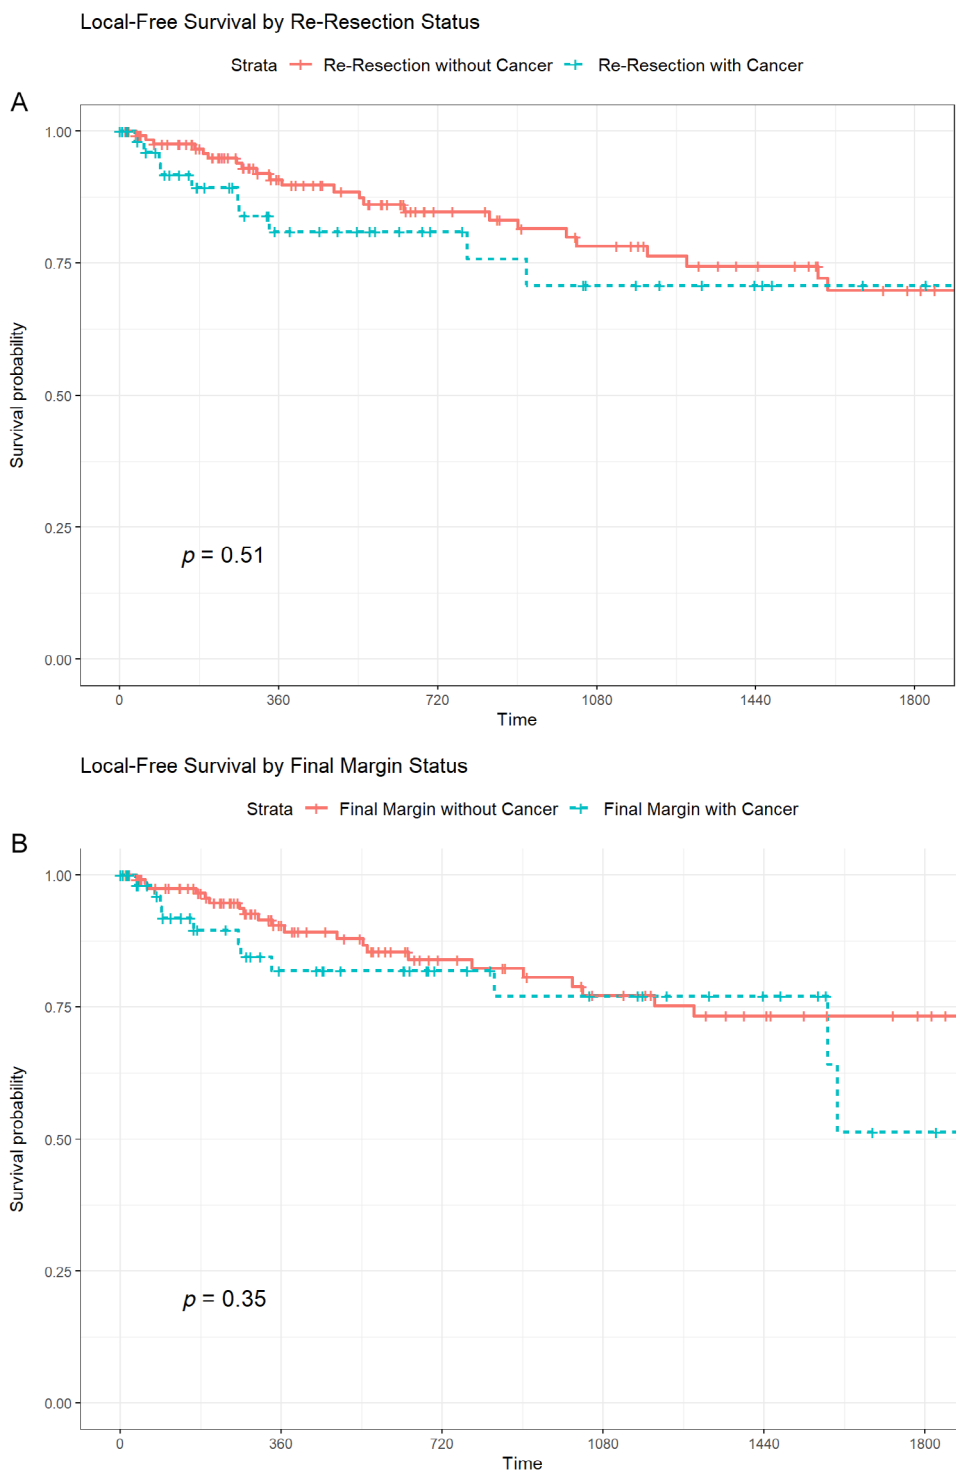 Local-Free Survival by Re-Resection Status
Strata Re-Resection without Cancer Re-Resection with Cancer
A
1.00
0.75
0.50
0.25
0.00
Survival probability
p = 0.51
0 360 720 1080 1440 1800
Time
Local-Free Survival by Final Margin Status
Strata Final Margin without Cancer Final Margin with Cancer
B
1.00
0.75
0.50
0.25
0.00
Survival probability
p = 0.35
0 360 720 1080 1440 1800
Time